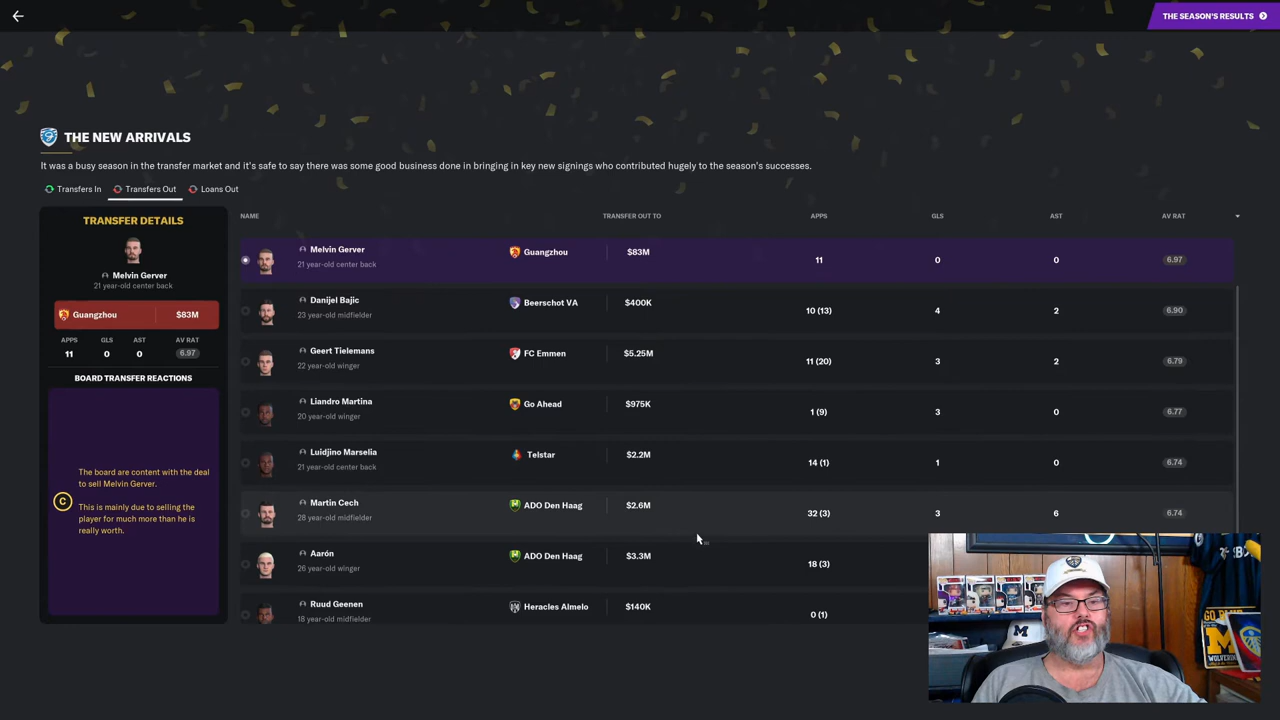 THE SEASON'S RESULTS
THE NEW ARRIVALS
It was a busy season in the transfer market and it's safe to say there was some good business done in bringing in key new signings who contributed hugely to the season's successes.
Transfers In Transfers Out Loans Out
TRANSFER DETAILS
Melvin Gerver
21 year-old center back
Guangzhou $83M
APPS GLS AST AV RAT
11 0 0 6.97
BOARD TRANSFER REACTIONS
The board are content with the deal
to sell Melvin Gerver.
C
This is mainly due to selling the
player for much more than he is
really worth.
NAME TRANSFER OUT TO APPS GLS AST AV RAT
Melvin Gerver Guangzhou $83M 11 0 0 6.97
21 year-old center back
Danijel Bajic Beerschot VA $400K 10 (13) 4 2 6.90
23 year-old midfielder
Geert Tielemans FC Emmen $5.25M 11 (20) 3 2 6.79
22 year-old winger
Liandro Martina Go Ahead $975K 1 (9) 3 0 6.77
20 year-old winger
Luidjino Marselia Telstar $2.2M 14 (1) 1 0 6.74
21 year-old center back
Martin Cech ADO Den Haag $2.6M 32 (3) 3 6 6.74
28 year-old midfielder
Aarón ADO Den Haag $3.3M 18 (3)
26 year-old winger
Ruud Geenen Heracles Almelo $140K 0 (1)
18 year-old midfielder
M
GO BLUE
M
WOLVERINES